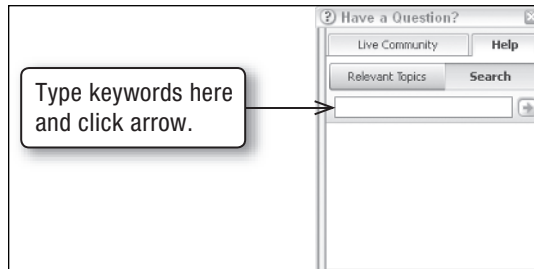 Have a Question?
Live Community Help
Relevant Topics Search
Type keywords here
and click arrow.